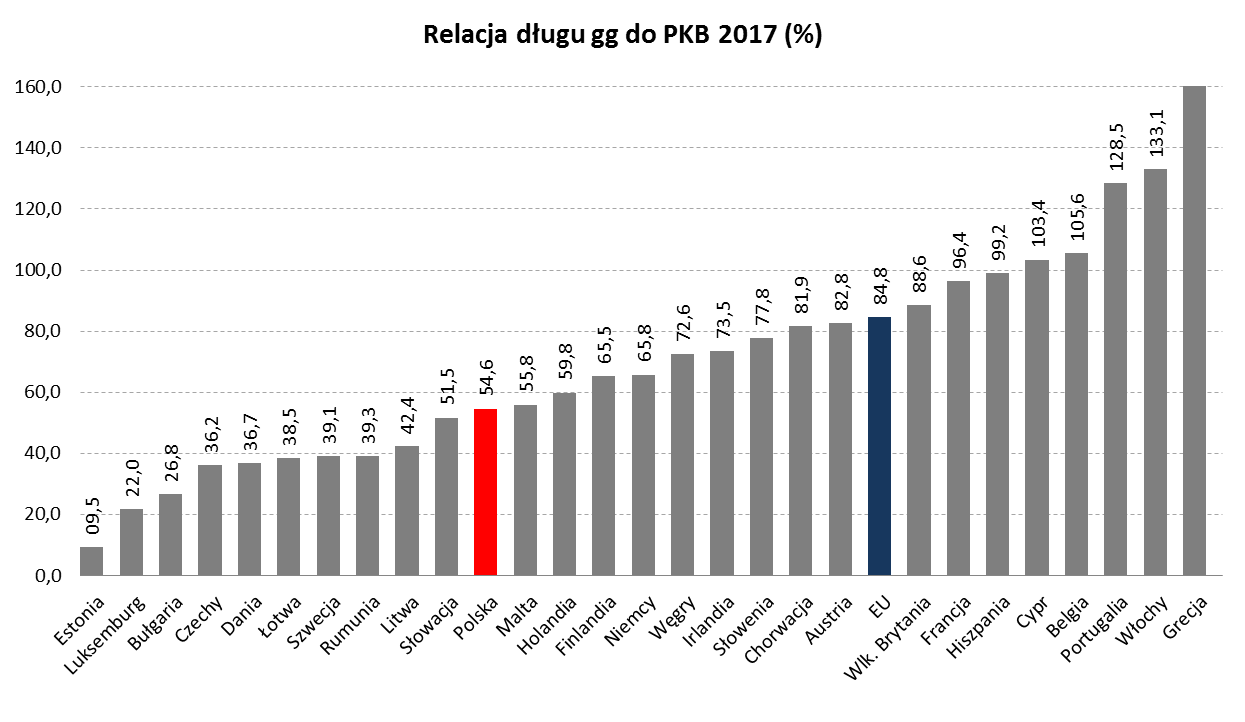 Relacja długu gg do PKB 2017 (%)
160,0
140,0
120,0
100,0
80,0
60,0
40,0
20,0
0,0
09,5
22,0
26,8
36,2
36,7
38,5
39,1
39,3
42,4
51,5
54,6
55,8
59,8
65,5
65,8
72,6
73,5
77,8
81,9
82,8
84,8
88,6
96,4
99,2
103,4
105,6
128,5
133,1
Estonia
Luksemburg
Bułgaria
Czechy
Dania
Łotwa
Szwecja
Rumunia
Litwa
Słowacja
Polska
Malta
Holandia
Finlandia
Niemcy
Węgry
Irlandia
Słowenia
Chorwacja
Austria
EU
Wlk. Brytania
Francja
Hiszpania
Cypr
Belgia
Portugalia
Włochy
Grecja